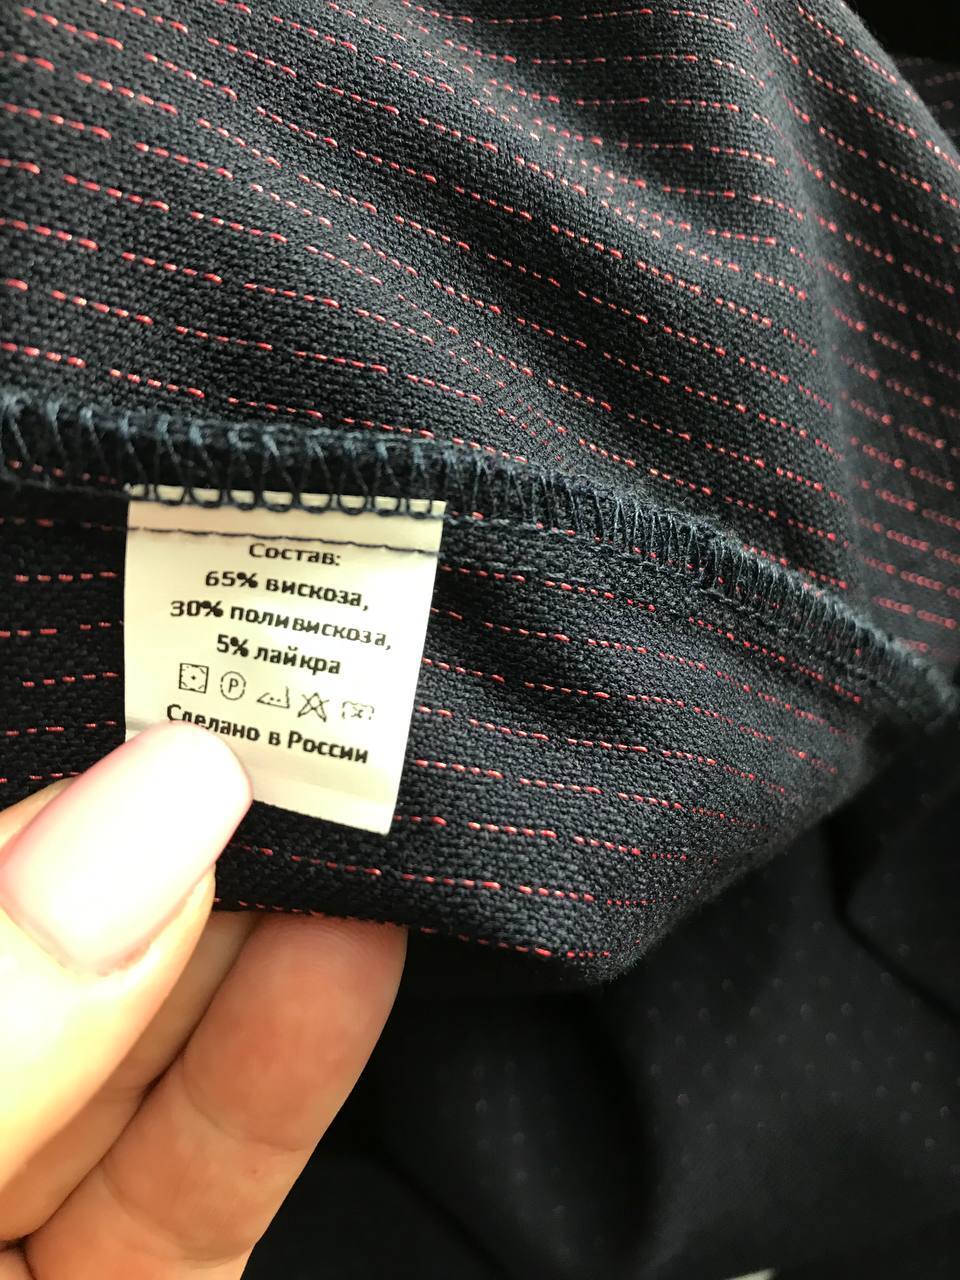 Состав:
65% вискоза,
30% поливискоза,
5% лайкра
P
Сделано в России